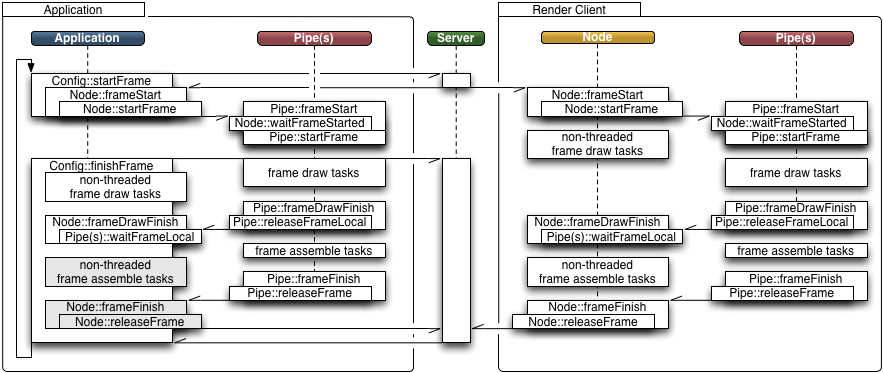 Application
Render Client
Application
Pipe(s)
Server
Node
Pipe(s)
Config::startFrame
Node::frameStart
Node::startFrame
Pipe::frameStart
Node::waitFrameStarted
Pipe::startFrame
Node::frameStart
Node::startFrame
Pipe::frameStart
Node::waitFrameStarted
Pipe::startFrame
non-threaded
frame draw tasks
Config::finishFrame
non-threaded
frame draw tasks
frame draw tasks
frame draw tasks
Node::frameDrawFinish
Pipe(s)::waitFrameLocal
Pipe::frameDrawFinish
Pipe::releaseFrameLocal
Node::frameDrawFinish
Pipe(s)::waitFrameLocal
Pipe::frameDrawFinish
Pipe::releaseFrameLocal
non-threaded
frame assemble tasks
frame assemble tasks
non-threaded
frame assemble tasks
frame assemble tasks
Pipe::frameFinish
Pipe::releaseFrame
Pipe::frameFinish
Pipe::releaseFrame
Node::frameFinish
Node::releaseFrame
Node::frameFinish
Node::releaseFrame